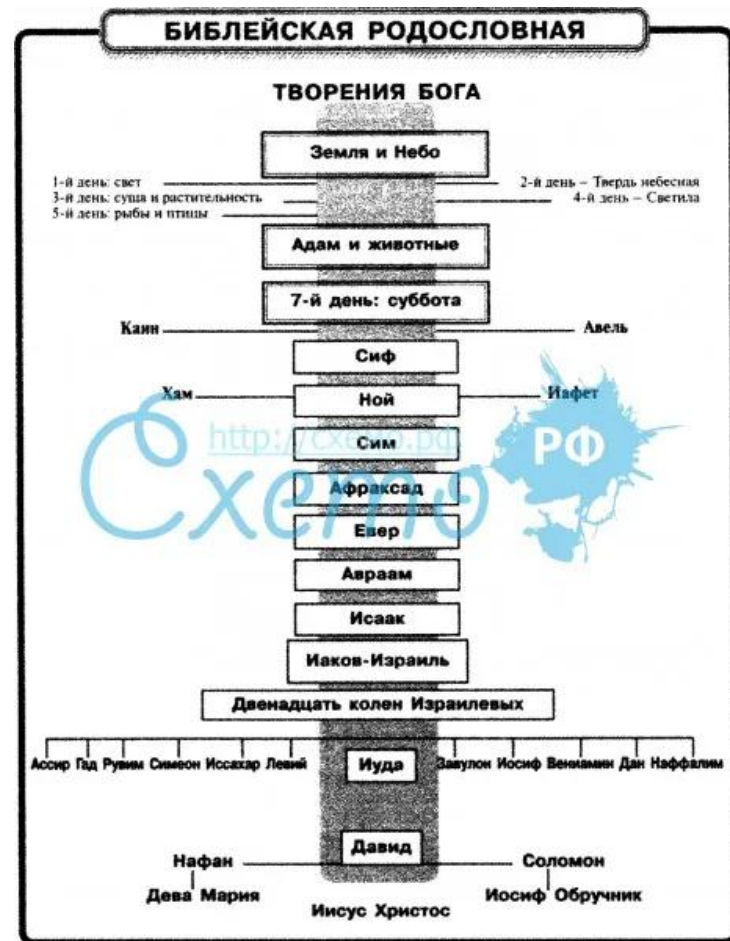 БИБЛЕЙСКАЯ РОДОСЛОВНАЯ
ТВОРЕНИЯ БОГА
Земля и Небо
1-й день: свет
2-й день – Твердь небесная
3-й день: суша и растительность
4-й день – Светила
5-й день: рыбы и птицы
Адам и животные
7-й день: суббота
Каин
Авель
Сиф
Хам
Ной
Иафет
http://схемо.рф
Сим
Схемо
РФ
Афраксад
Евер
Авраам
Исаак
Иаков-Израиль
Двенадцать колен Израилевых
Ассир Гад Рувим Симеон Иссахар Левий Иуда Завулон Иосиф Вениамин Дан Наффалим
Давид
Нафан
Соломон
Дева Мария
Иосиф Обручник
Иисус Христос